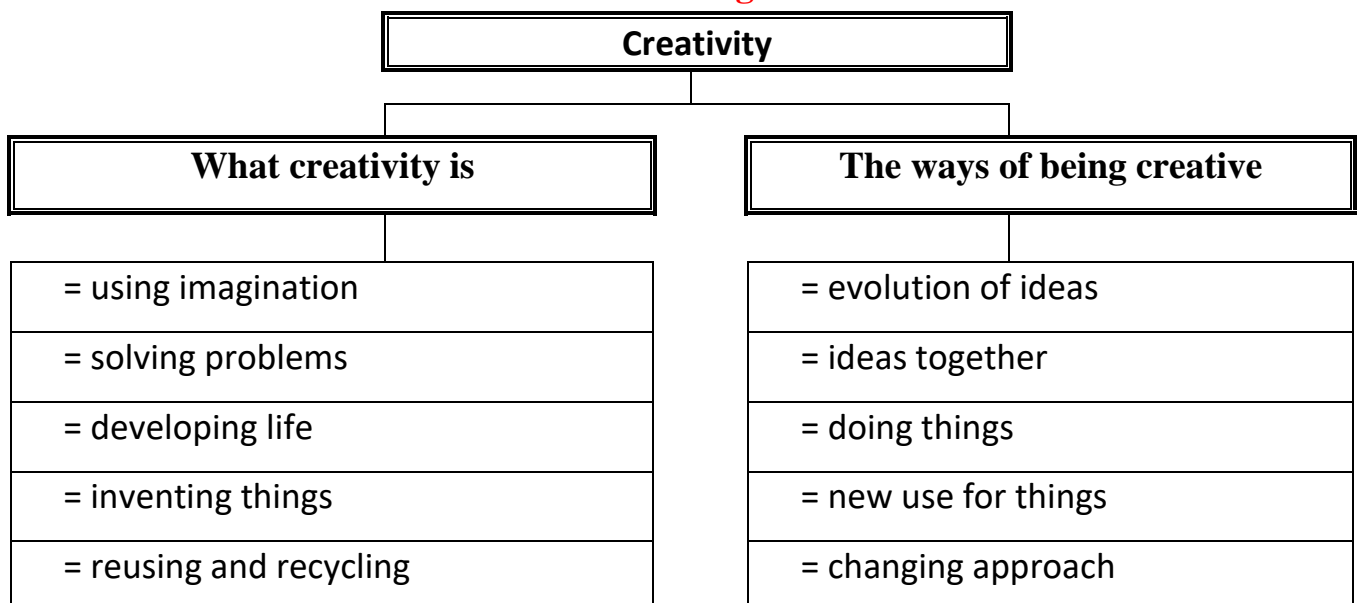 Creativity
What creativity is
= using imagination
= solving problems
= developing life
= inventing things
= reusing and recycling
The ways of being creative
= evolution of ideas
= ideas together
= doing things
= new use for things
= changing approach